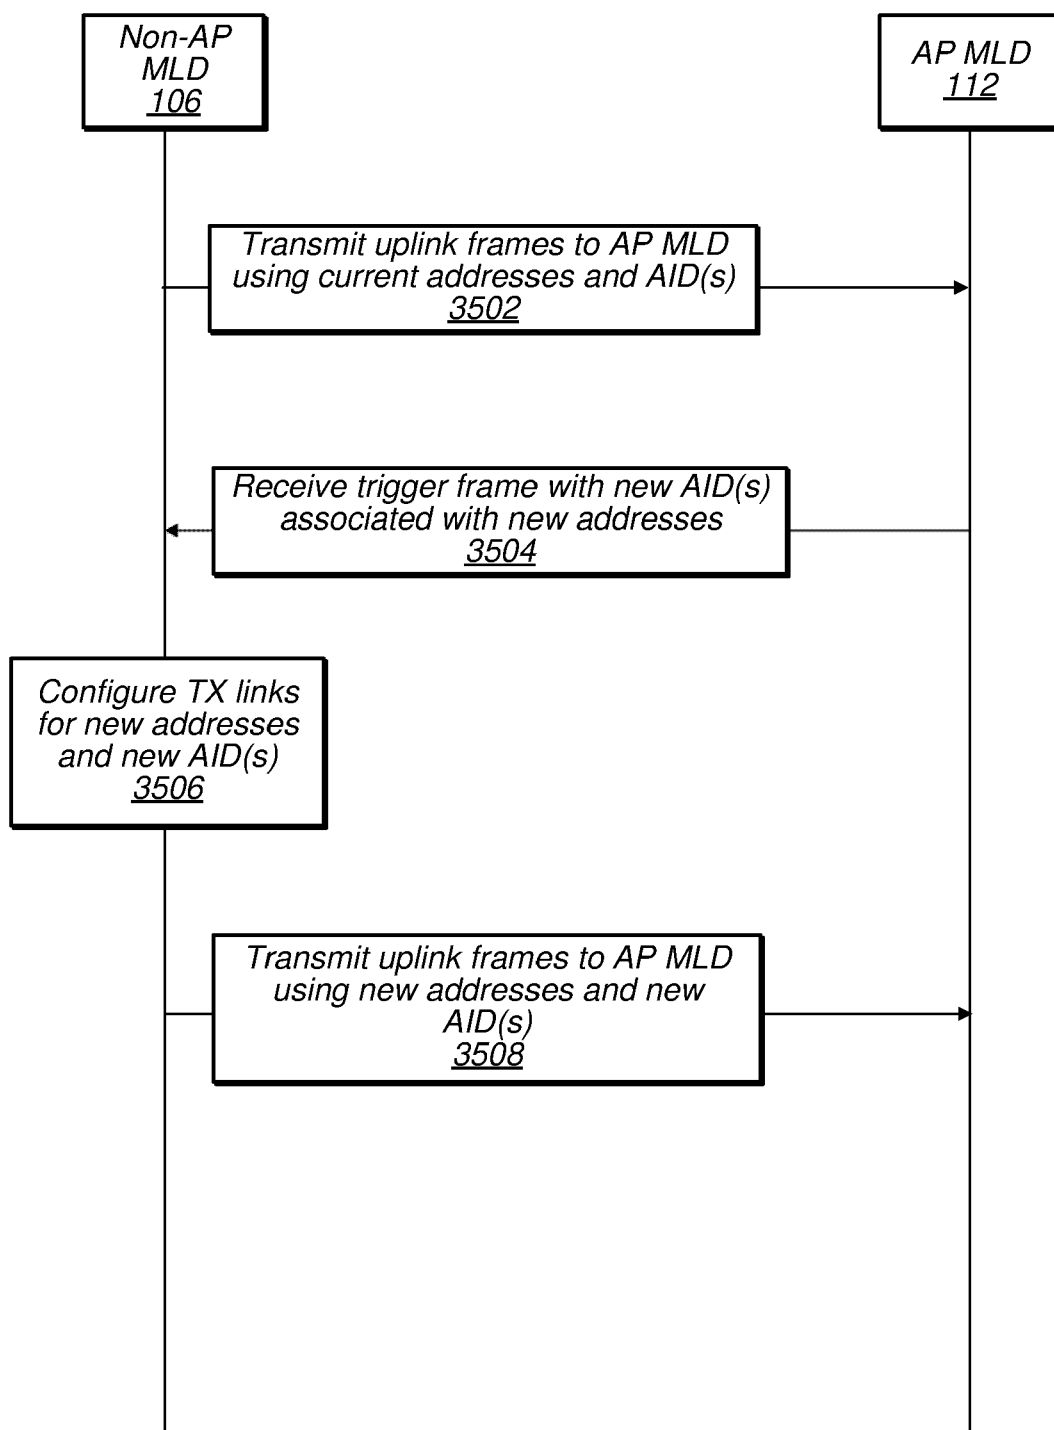 Non-AP
MLD
106
AP MLD
112
Transmit uplink frames to AP MLD
using current addresses and AID(s)
3502
Receive trigger frame with new AID(s)
associated with new addresses
3504
Configure TX links
for new addresses
and new AID(s)
3506
Transmit uplink frames to AP MLD
using new addresses and new
AID(s)
3508